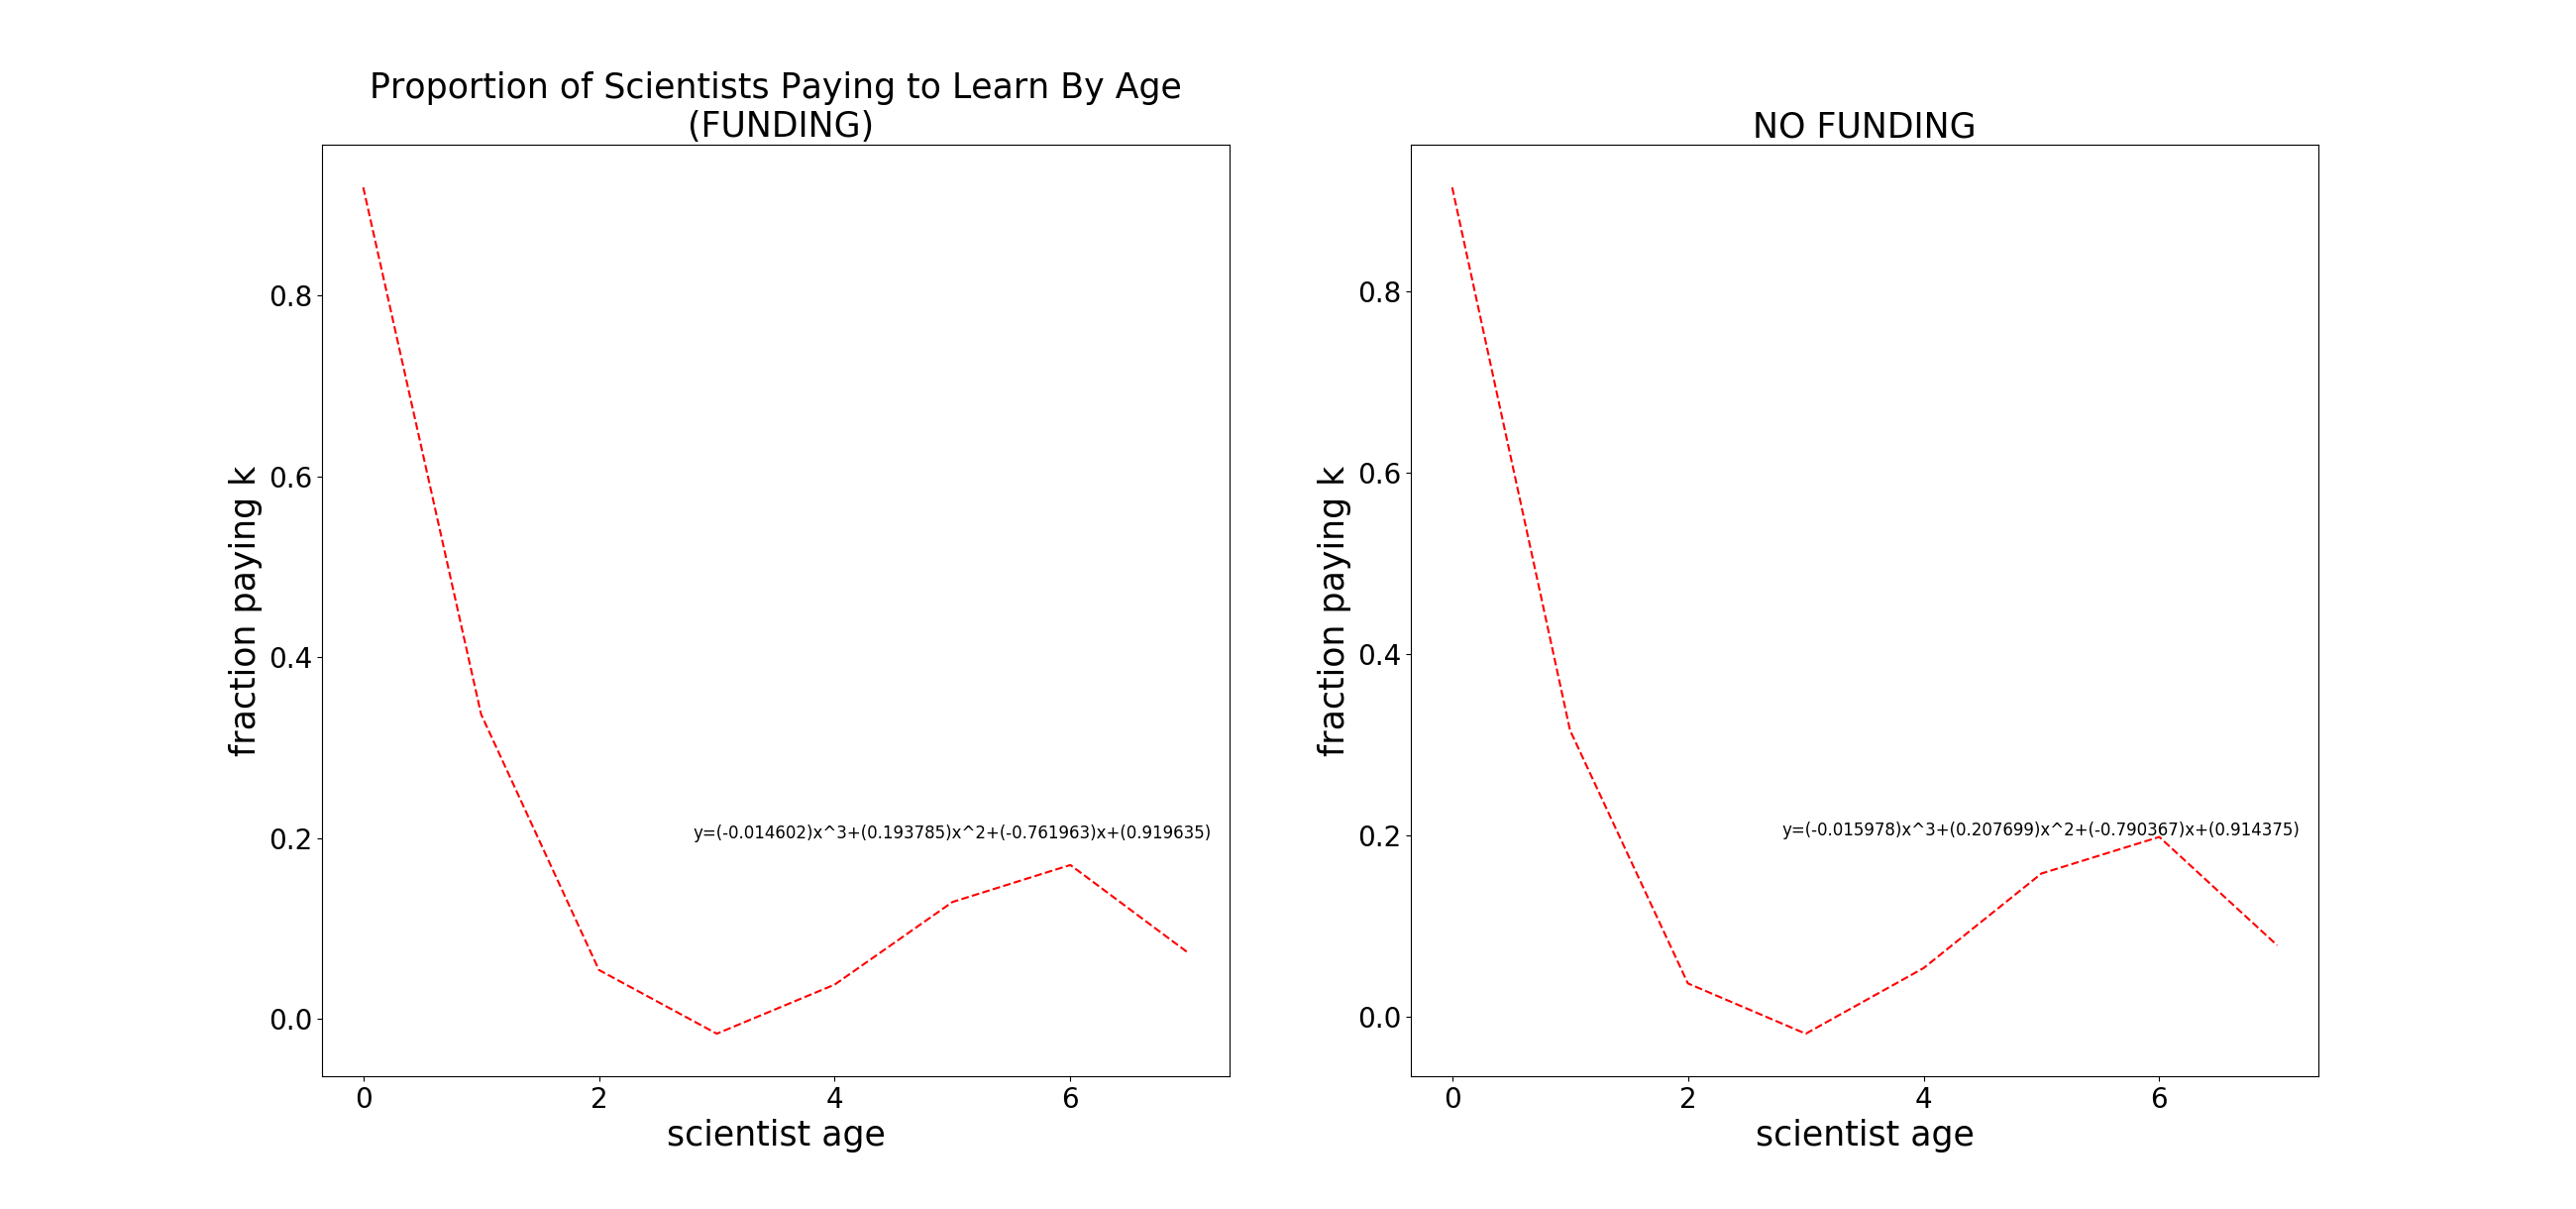 Proportion of Scientists Paying to Learn By Age
(FUNDING)
fraction paying k
0.8
0.6
0.4
0.2
0.0
y=(-0.014602)x^3+(0.193785)x^2+(-0.761963)x+(0.919635)
0 2 4 6
scientist age
NO FUNDING
fraction paying k
0.8
0.6
0.4
0.2
0.0
y=(-0.015978)x^3+(0.207699)x^2+(-0.790367)x+(0.914375)
0 2 4 6
scientist age